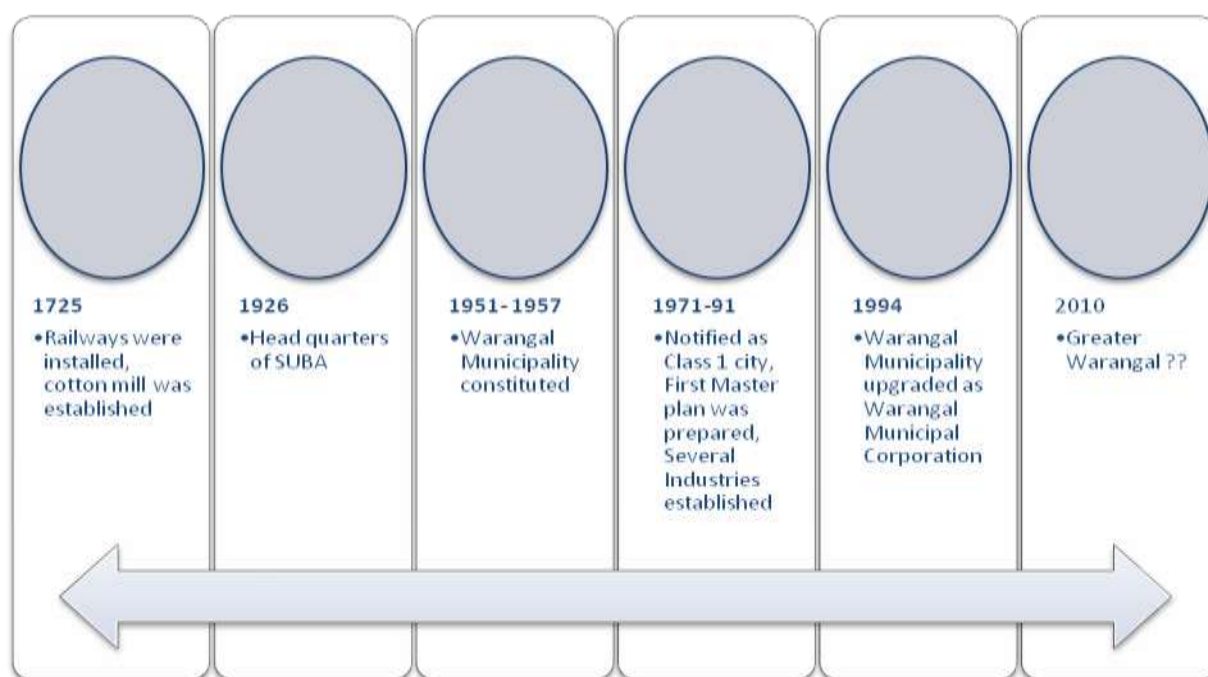 1725
•Railways were
installed,
cotton mill was
established
1926
•Head quarters
of SUBA
1951-1957
•Warangal
Municipality
constituted
1971-91
•Notified as
Class 1 city,
First Master
plan was
prepared,
Several
Industries
established
1994
•Warangal
Municipality
upgraded as
Warangal
Municipal
Corporation
2010
•Greater
Warangal ??